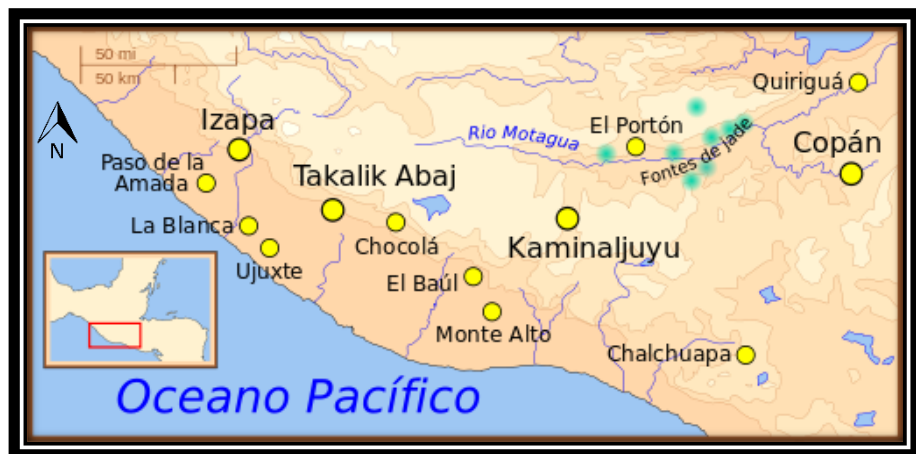 50 mi
50 km
N
Quiriguá
Izapa
El Portón
Rio Motagua
Fontes de jade
Copán
Paso de la
Amada
Takalik Abaj
La Blanca
Chocolá
Kaminaljuyu
Ujuxte
El Baúl
Monte Alto
Chalchuapa
Oceano Pacífico